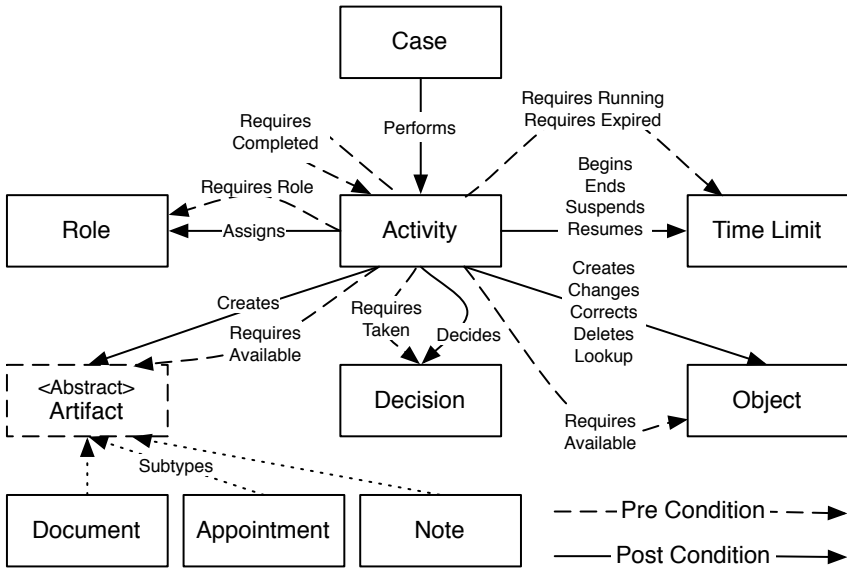 Case
Performs
Requires
Completed
Requires Running
Requires Expired
Requires Role
Role
Assigns
Activity
Begins
Ends
Suspends
Resumes
Time Limit
Creates
Requires
Available
Requires
Taken
Decides
Creates
Changes
Corrects
Deletes
Lookup
<Abstract>
Artifact
Decision
Requires
Available
Object
Subtypes
Document
Appointment
Note
Pre Condition
Post Condition